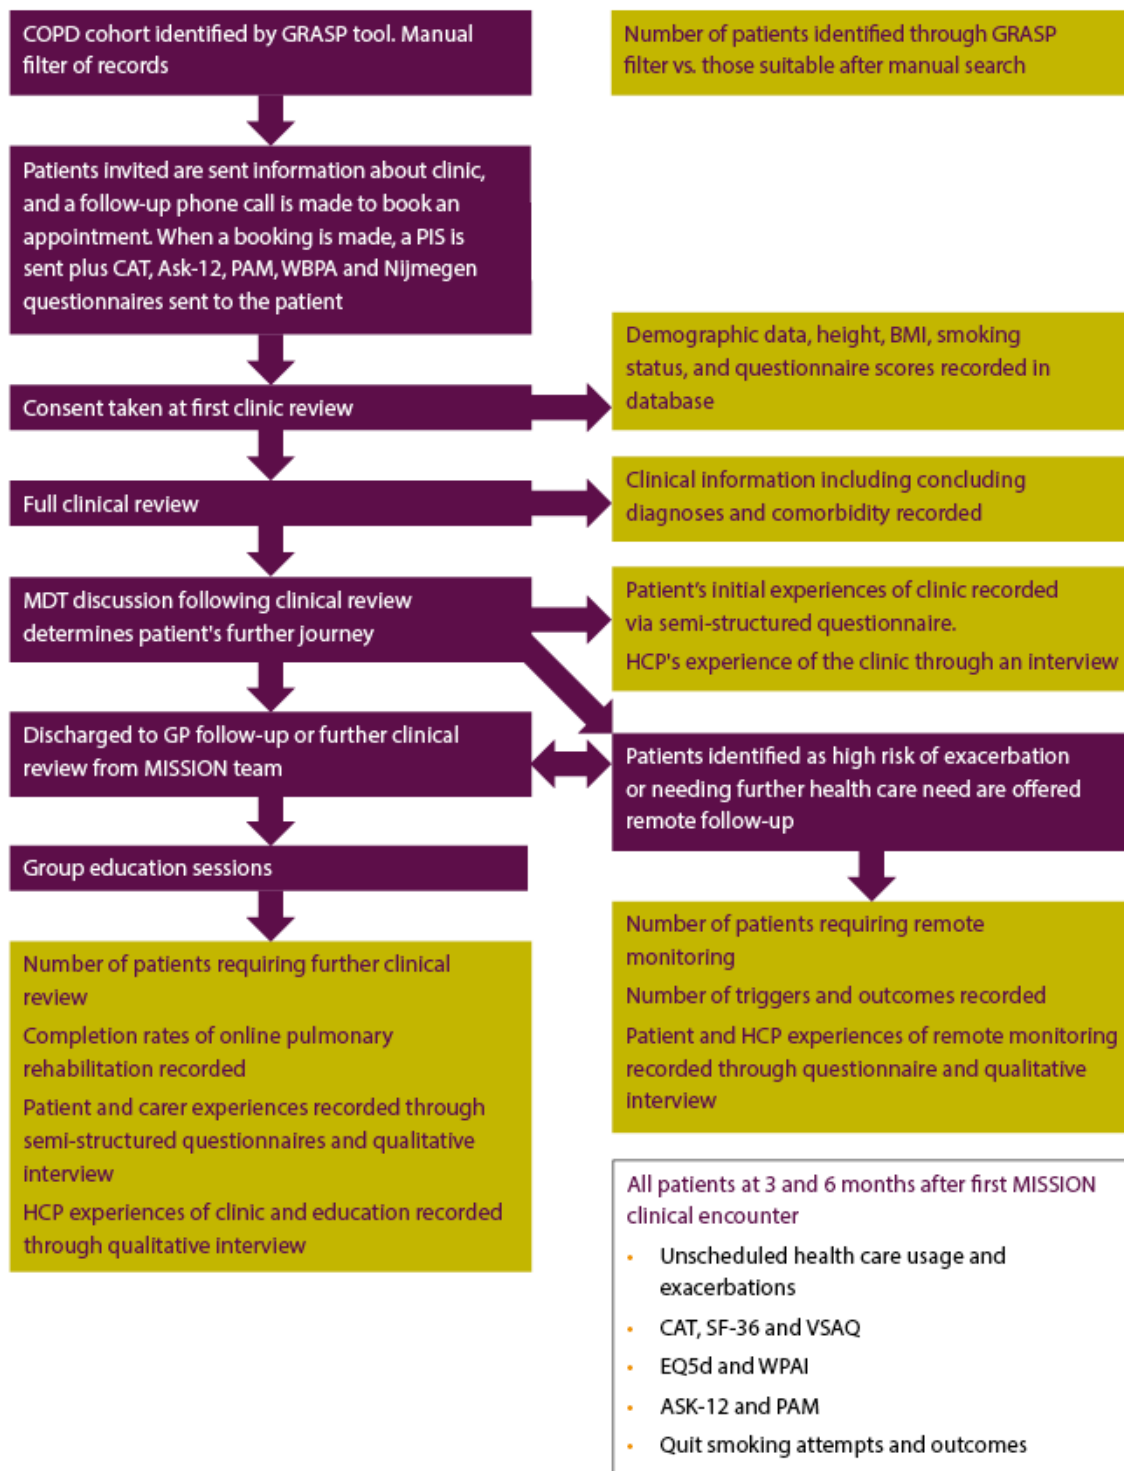 COPD cohort identified by GRASP tool. Manual
filter of records
Number of patients identified through GRASP
filter vs. those suitable after manual search
Patients invited are sent information about clinic,
and a follow-up phone call is made to book an
appointment. When a booking is made, a PIS is
sent plus CAT, Ask-12, PAM, WBPA and Nijmegen
questionnaires sent to the patient
Demographic data, height, BMI, smoking
status, and questionnaire scores recorded in
database
Consent taken at first clinic review
Clinical information including concluding
diagnoses and comorbidity recorded
Full clinical review
Patient's initial experiences of clinic recorded
via semi-structured questionnaire.
HCP's experience of the clinic through an interview
MDT discussion following clinical review
determines patient's further journey
Discharged to GP follow-up or further clinical
review from MISSION team
Patients identified as high risk of exacerbation
or needing further health care need are offered
remote follow-up
Group education sessions
Number of patients requiring further clinical
review
Completion rates of online pulmonary
rehabilitation recorded
Patient and carer experiences recorded through
semi-structured questionnaires and qualitative
interview
HCP experiences of clinic and education recorded
through qualitative interview
Number of patients requiring remote
monitoring
Number of triggers and outcomes recorded
Patient and HCP experiences of remote monitoring
recorded through questionnaire and qualitative
interview
All patients at 3 and 6 months after first MISSION
clinical encounter
• Unscheduled health care usage and
exacerbations
• CAT, SF-36 and VSAQ
• EQ5d and WPAI
• ASK-12 and PAM
• Quit smoking attempts and outcomes